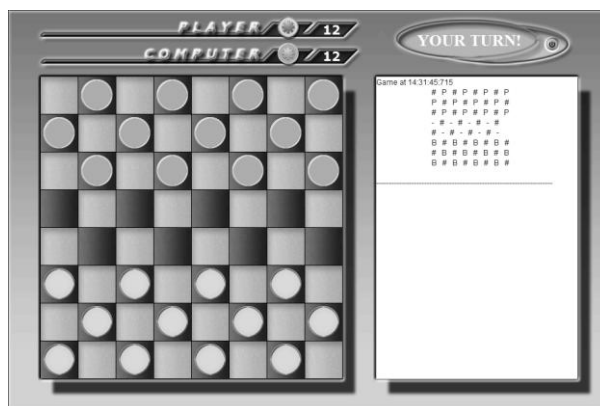 PLAYER 12
COMPUTER 12
YOUR TURN!
Game at 14:31:45:715
# P # P # P # P
P # P # P # P #
# P # P # P # P
- # - # - # - #
# - # - # - # -
B # B # B # B #
# B # B # B # B
B # B # B # B #